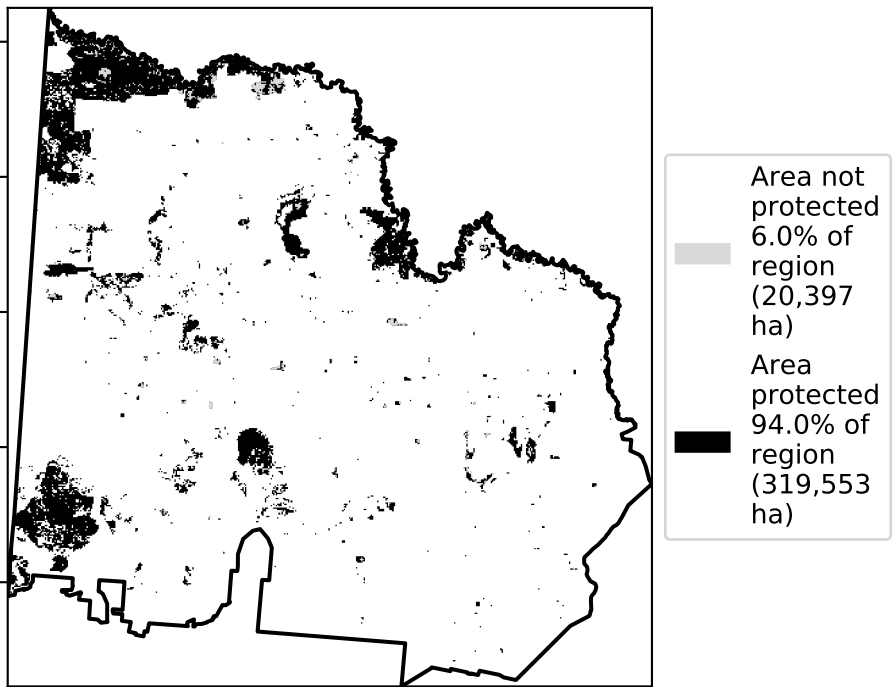 Area not
protected
6.0% of
region
(20,397
ha)
Area
protected
94.0% of
region
(319,553
ha)